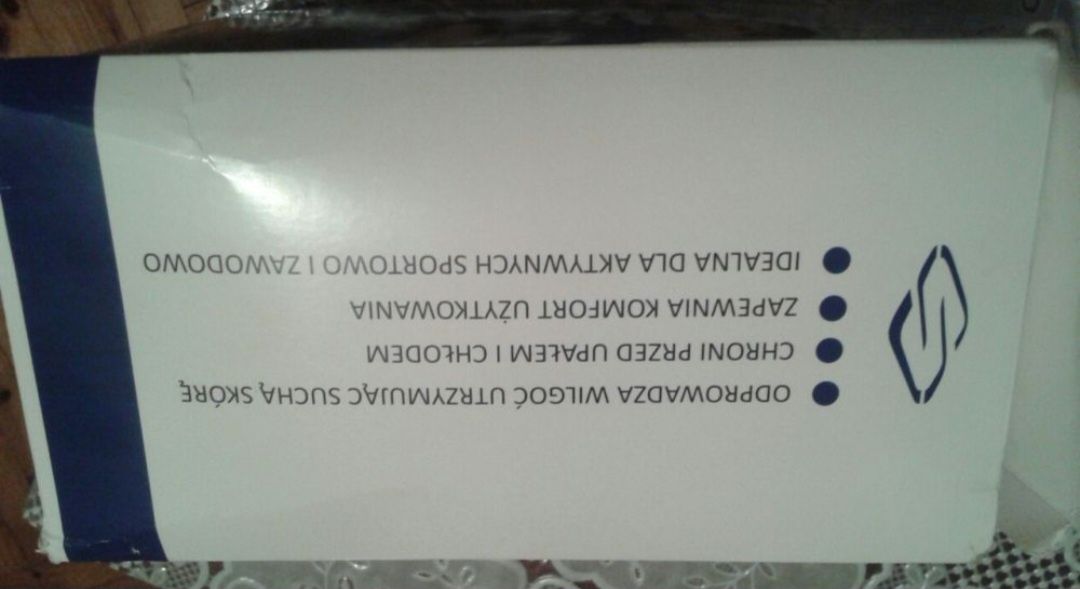 ODPROWADZA WILGOĆ UTRZYMUJĄC SUCHĄ SKÓRĘ
CHRONI PRZED UPAŁEM I CHŁODEM
ZAPEWNIA KOMFORT UŻYTKOWANIA
IDEALNA DLA AKTYWNYCH SPORTOWO I ZAWODOWO